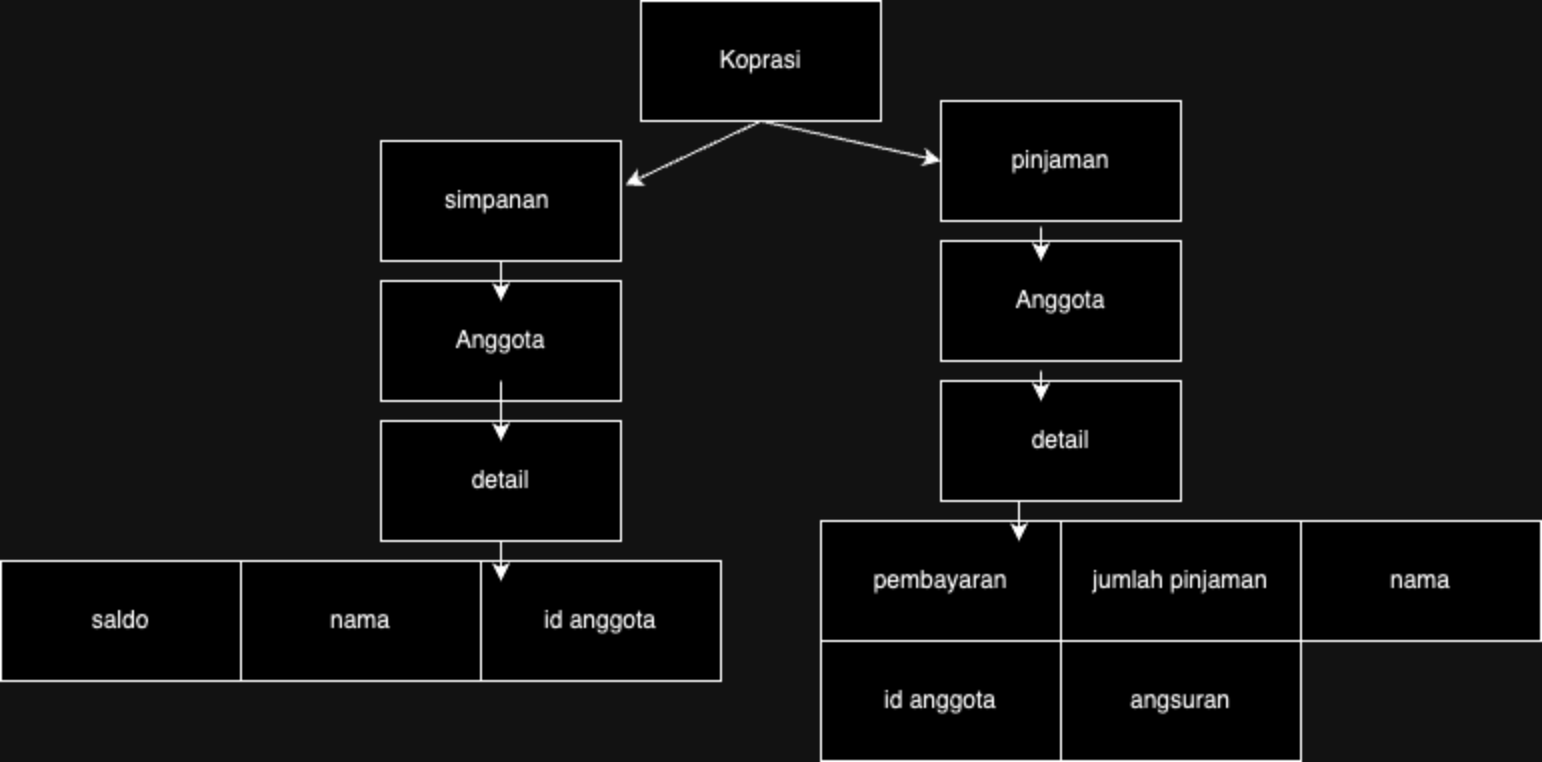 Koprasi
simpanan
Anggota
detail
saldo
nama
id anggota
pinjaman
Anggota
detail
pembayaran
jumlah pinjaman
nama
id anggota
angsuran